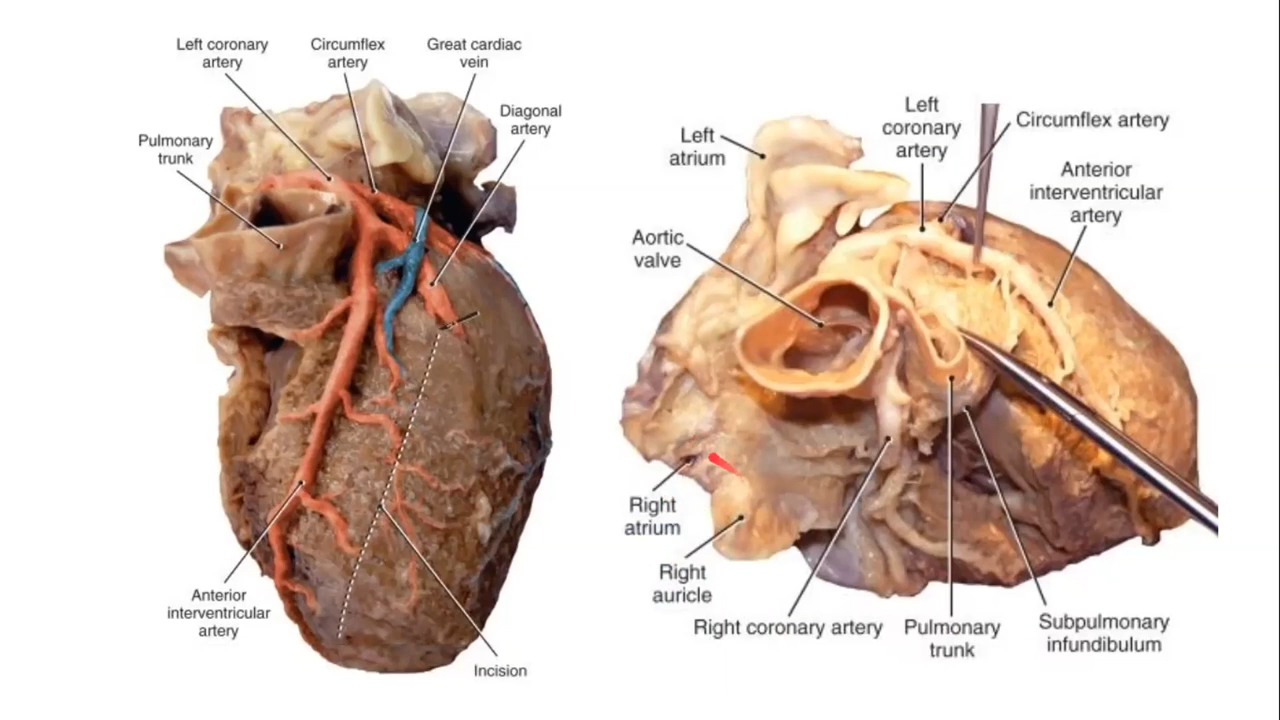 Left coronary
artery
Circumflex
artery
Great cardiac
vein
Diagonal
artery
Pulmonary
trunk
Anterior
interventricular
artery
Incision
Left
atrium
Left
coronary
artery
Circumflex artery
Anterior
interventricular
artery
Aortic
valve
Right
atrium
Right
auricle
Right coronary artery
Pulmonary
trunk
Subpulmonary
infundibulum